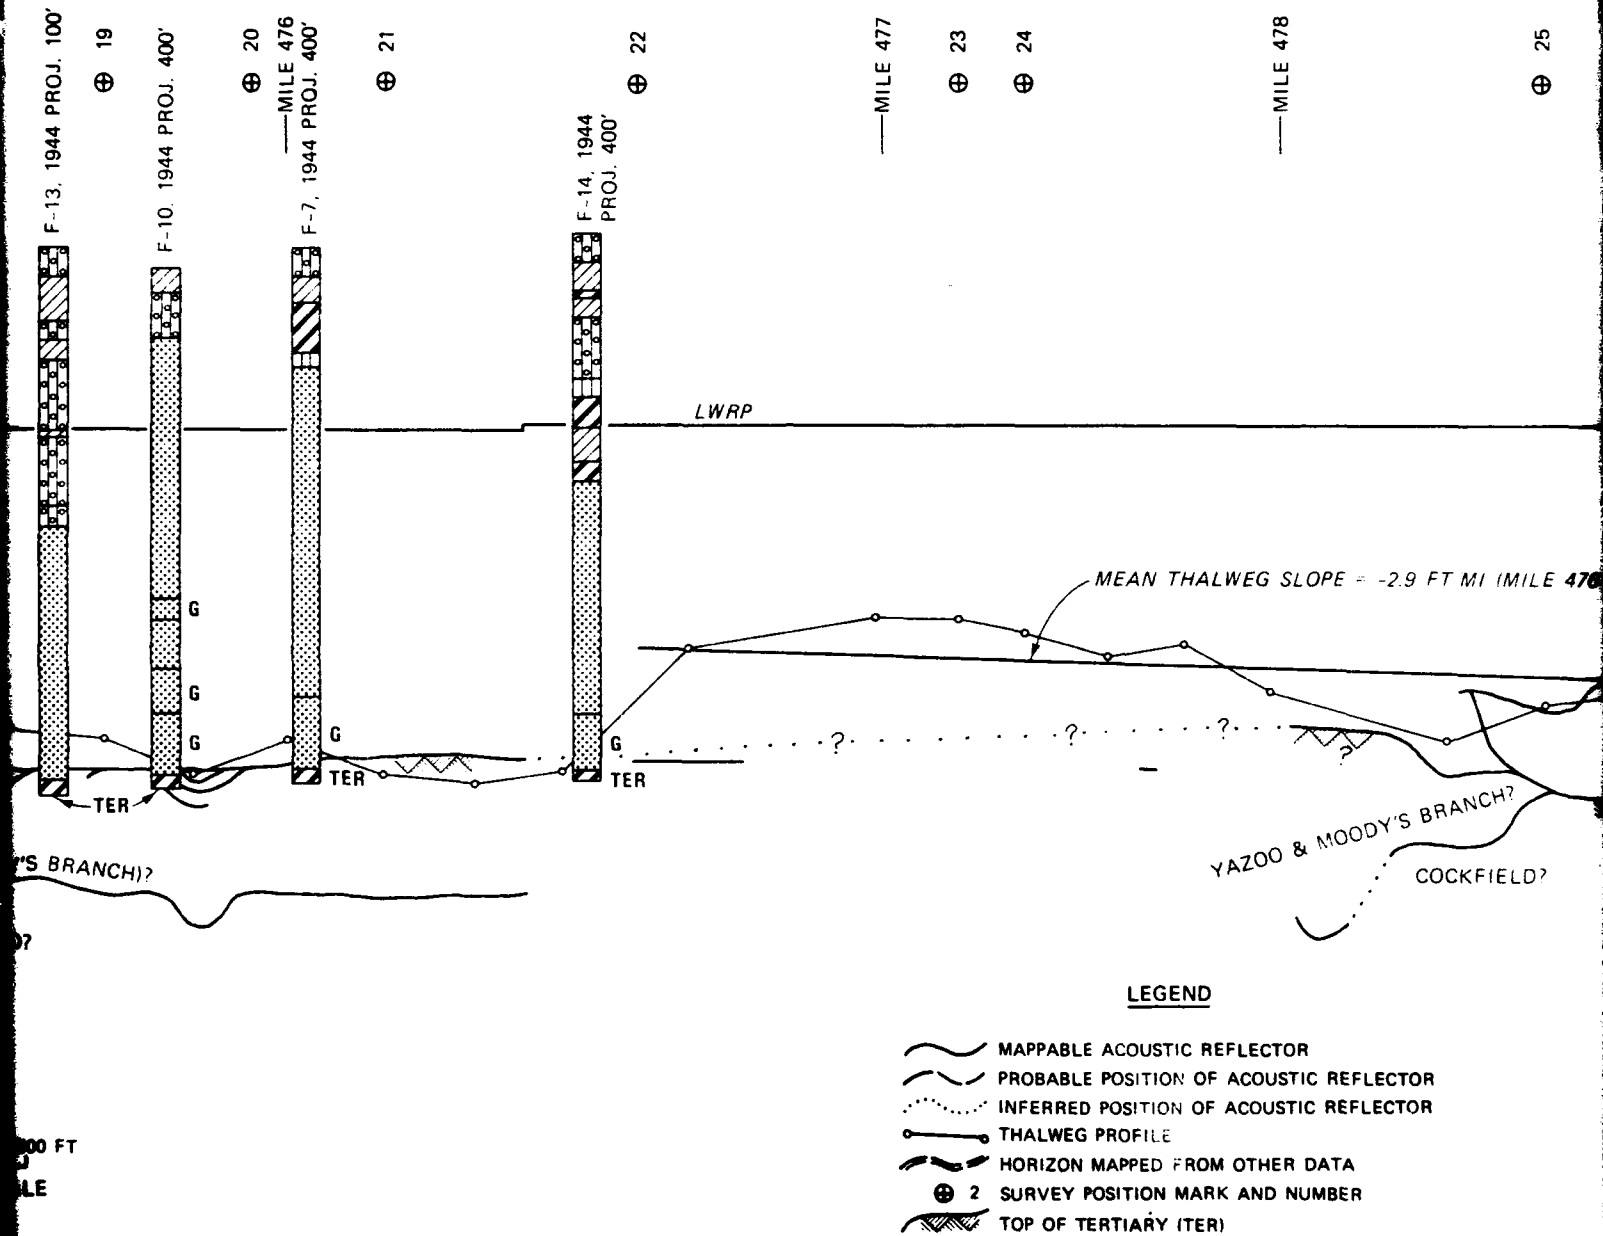 F-13, 1944 PROJ. 100'
19
F-10, 1944 PROJ. 400'
20
MILE 476
F-7, 1944 PROJ. 400'
21
F-14, 1944
PROJ. 400'
22
MILE 477
23
24
MILE 478
25
LWRP
MEAN THALWEG SLOPE = -2.9 FT MI (MILE 476
G
G
G
G
G
? ? ? ?
TER
TER
TER
YAZOO & MOODY'S BRANCH?
COCKFIELD?
'S BRANCH)?
?
LEGEND
MAPPABLE ACOUSTIC REFLECTOR
PROBABLE POSITION OF ACOUSTIC REFLECTOR
INFERRED POSITION OF ACOUSTIC REFLECTOR
THALWEG PROFILE
HORIZON MAPPED FROM OTHER DATA
2 SURVEY POSITION MARK AND NUMBER
TOP OF TERTIARY (TER)
00 FT
LE